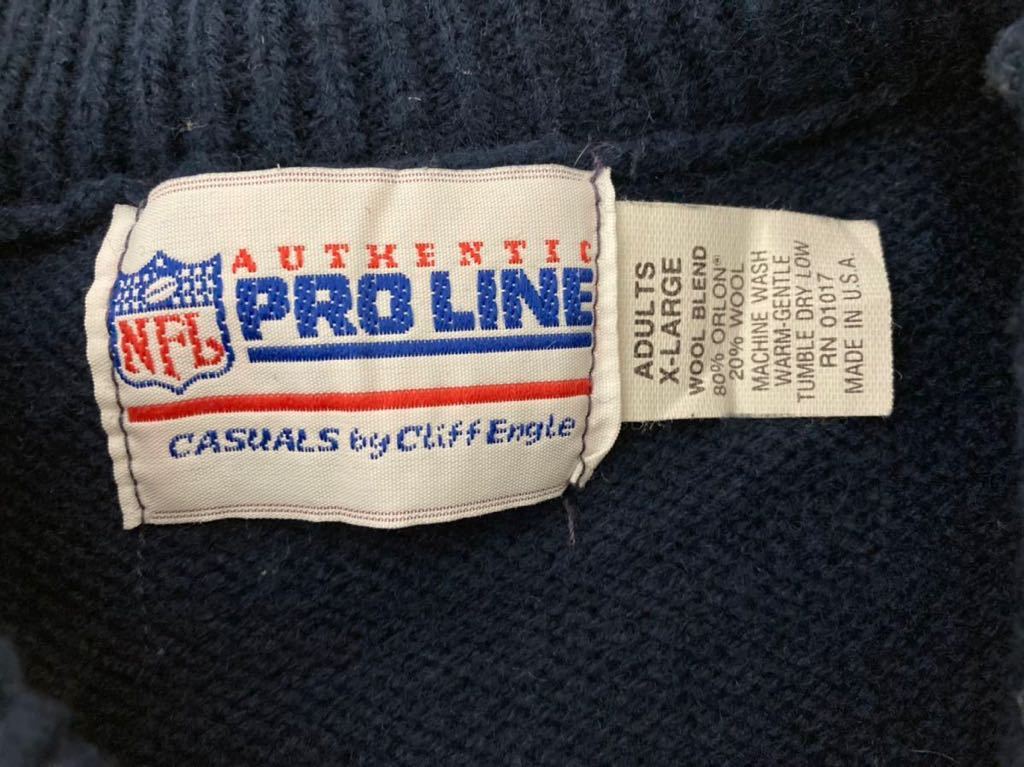 NFL
AUTHENTIC
PRO LINE
CASUALS by Cliff Engle
ADULTS
X-LARGE
WOOL BLEND
80% ORLON®
20% WOOL
MACHINE WASH
WARM-GENTLE
TUMBLE DRY LOW
RN 01017
MADE IN U.S.A.